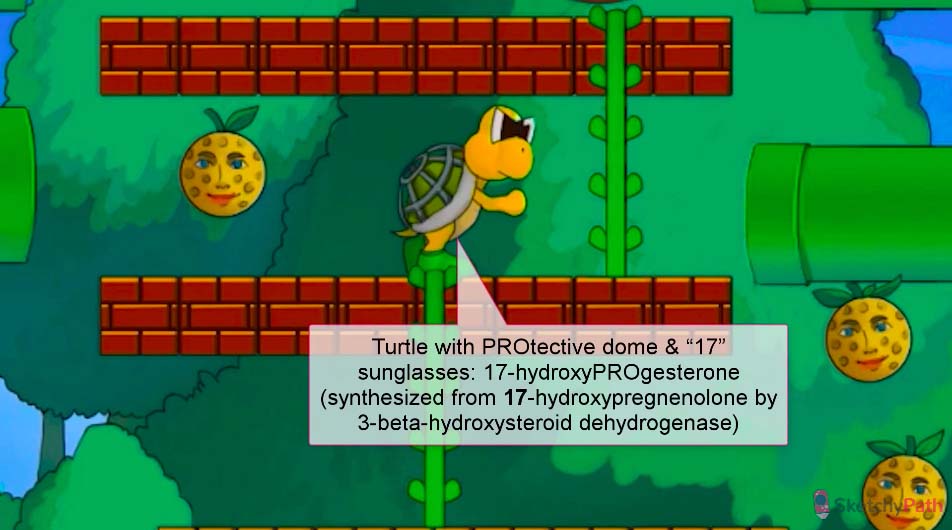 Turtle with PROtective dome & “17”
sunglasses: 17-hydroxyPROgesterone
(synthesized from 17-hydroxypregnenolone by
3-beta-hydroxysteroid dehydrogenase)
SketchyPath